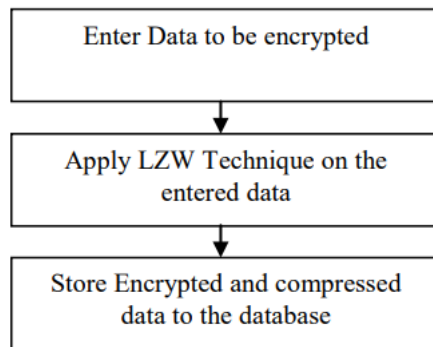 Enter Data to be encrypted
Apply LZW Technique on the
entered data
Store Encrypted and compressed
data to the database